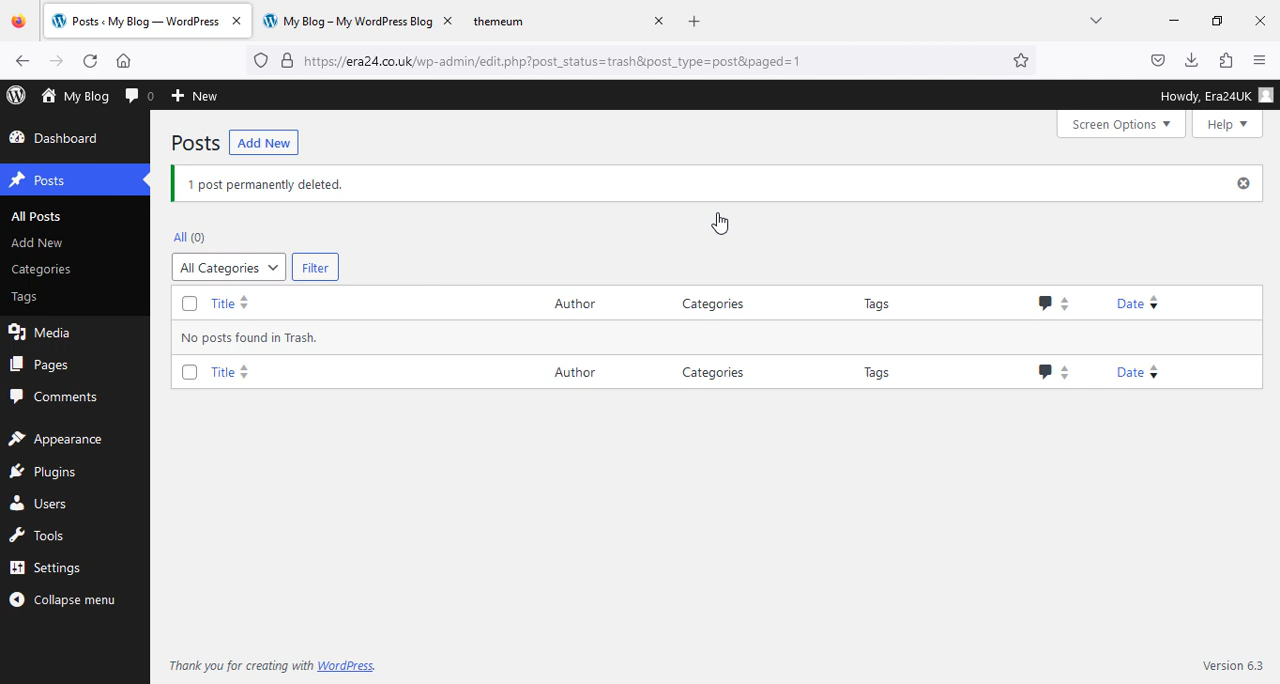 Posts ‹ My Blog — WordPress
My Blog – My WordPress Blog
themeum
https://era24.co.uk/wp-admin/edit.php?post_status=trash&post_type=post&paged=1
My Blog
0
New
Howdy, Era24UK
Dashboard
Posts
All Posts
Add New
Categories
Tags
Media
Pages
Comments
Appearance
Plugins
Users
Tools
Settings
Collapse menu
Screen Options
Help
Posts
Add New
1 post permanently deleted.
All (0)
All Categories
Filter
Title Author Categories Tags Date
No posts found in Trash.
Title Author Categories Tags Date
Thank you for creating with WordPress.
Version 6.3